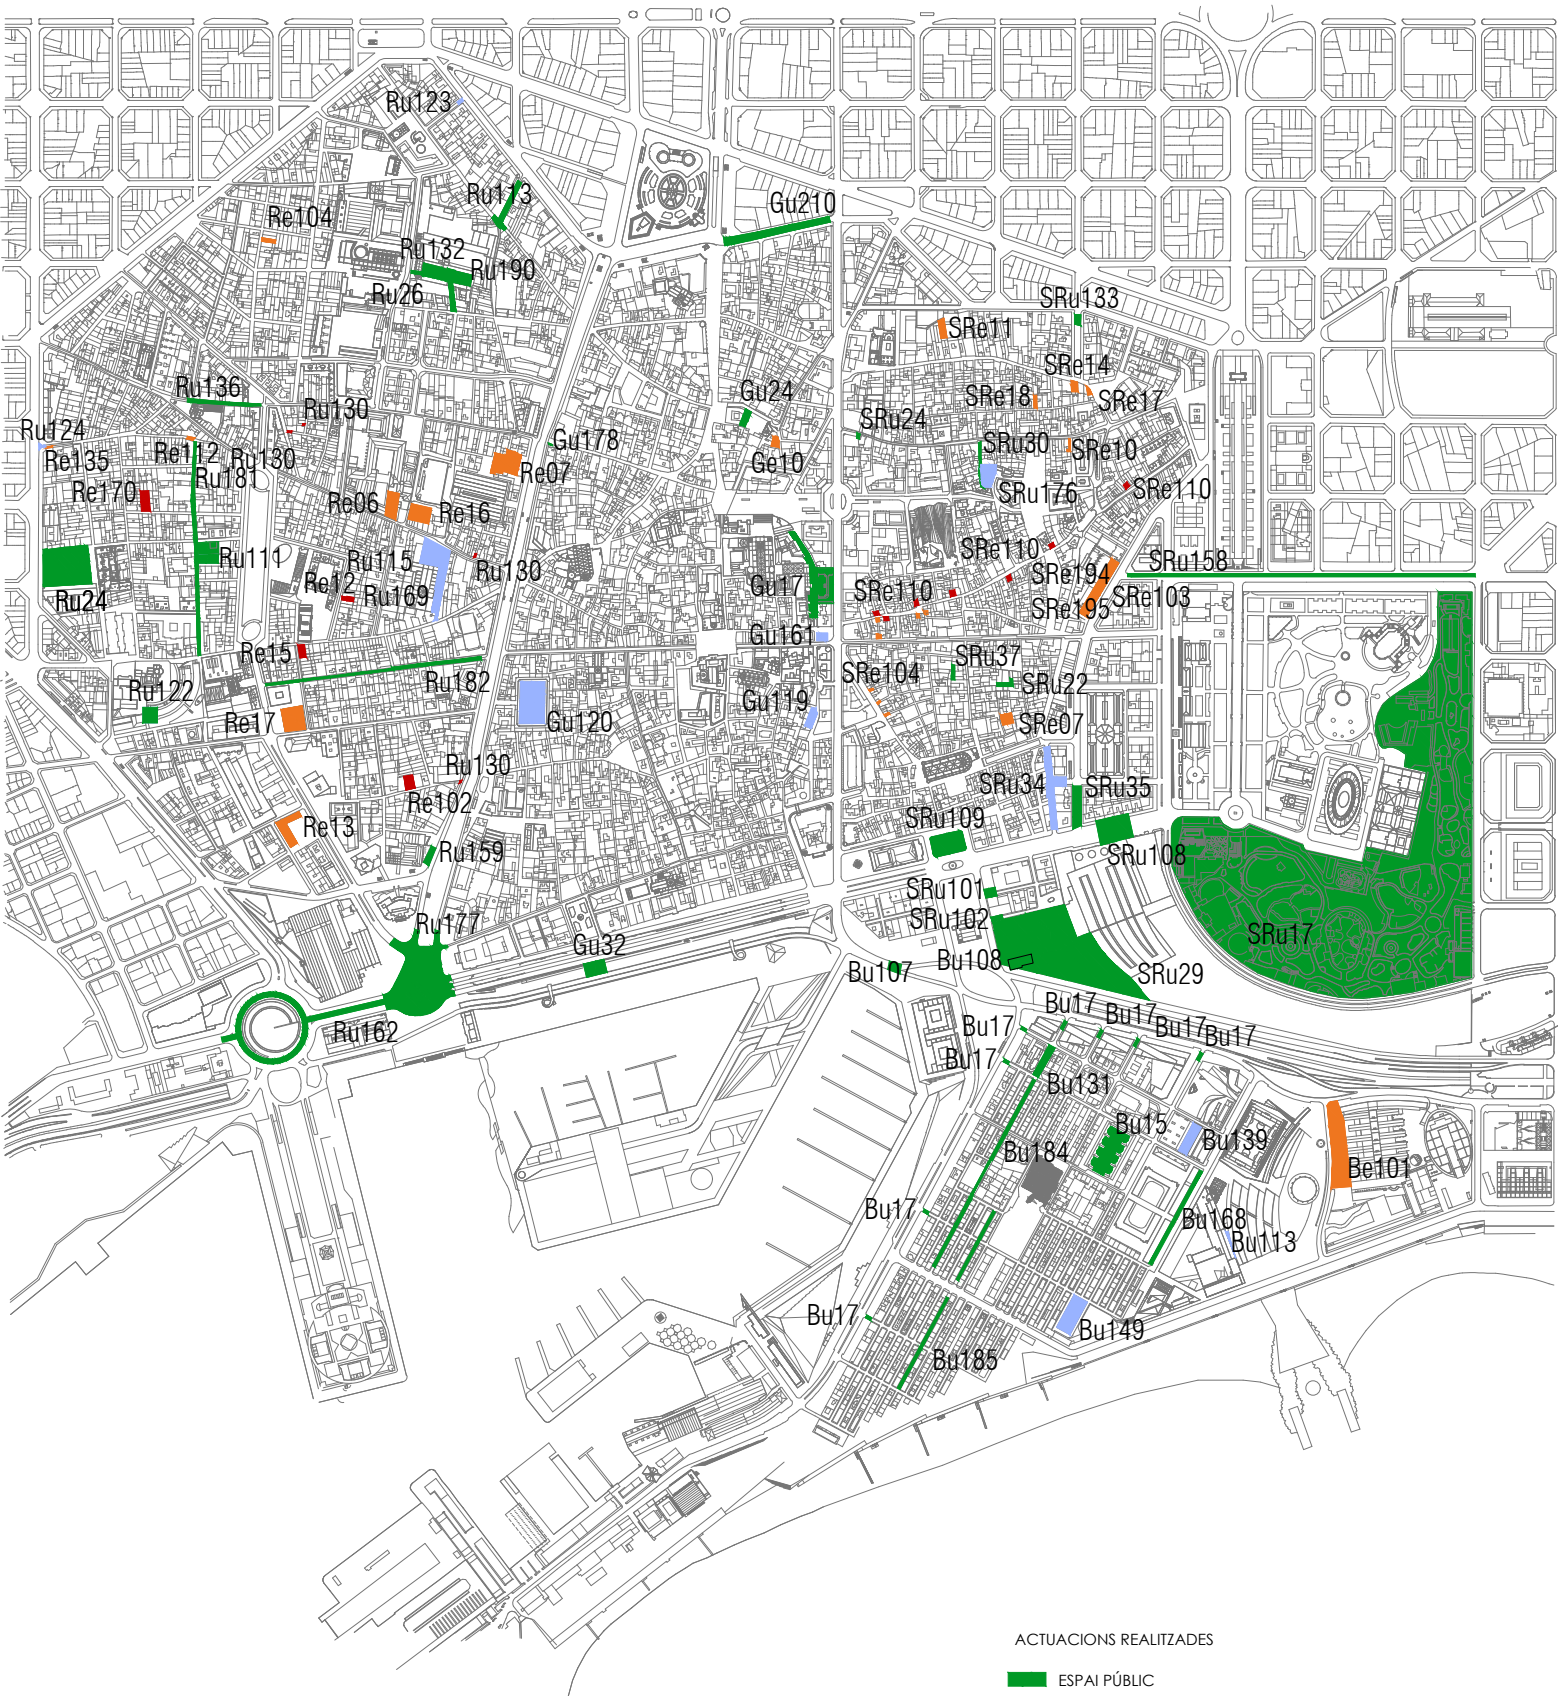 Ru123
Ru113
Gu210
Re104
Ru132
Ru190
Ru26
SRu133
SRe11
SRe14
Ru136
Ru130
Gu24
SRe18
SRe17
Ru124
SRu24
Re135
Re112
Ru130
Gu178
SRu30
SRe10
Ru181
Re07
Ge10
Re170
SRu176
SRe110
Re06
Re16
Ru111
Ru115
SRe110
SRu158
Ru130
Re12
Ru169
Gu17
SRe194
Ru24
SRe110
SRe195
SRe103
Gu161
Re15
SRu37
SRe104
Ru182
SRu22
Ru122
Gu119
Re17
Gu120
SRe07
Ru130
SRu34
SRu35
Re102
Re13
SRu109
Ru159
SRu108
SRu101
SRu102
Ru177
SRu17
Gu32
Bu108
Bu107
SRu29
Bu17
Bu17
Bu17
Bu17
Bu17
Ru162
Bu17
Bu131
Bu15
Bu139
Bu184
Be101
Bu17
Bu168
Bu113
Bu17
Bu149
Bu185
ACTUACIONS REALITZADES
ESPAI PÚBLIC